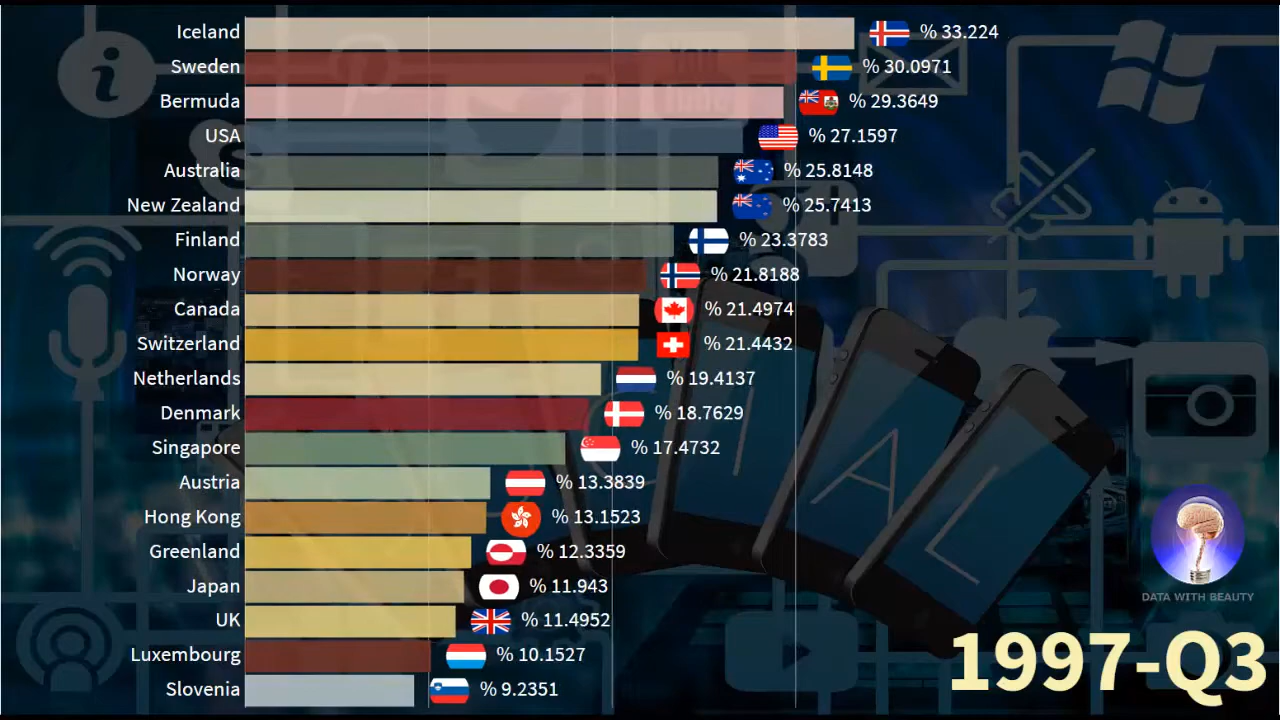 Iceland % 33.224
Sweden % 30.0971
Bermuda % 29.3649
USA % 27.1597
Australia % 25.8148
New Zealand % 25.7413
Finland % 23.3783
Norway % 21.8188
Canada % 21.4974
Switzerland % 21.4432
Netherlands % 19.4137
Denmark % 18.7629
Singapore % 17.4732
Austria % 13.3839
Hong Kong % 13.1523
Greenland % 12.3359
Japan % 11.943
UK % 11.4952
Luxembourg % 10.1527
Slovenia % 9.2351
I A L
DATA WITH BEAUTY
1997-Q3